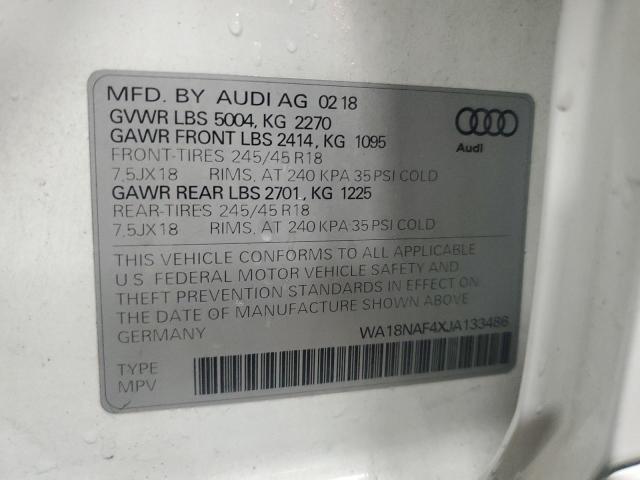 MFD. BY AUDI AG 02 18
GVWR LBS 5004, KG 2270
GAWR FRONT LBS 2414, KG 1095
FRONT-TIRES 245/45 R18
7,5JX18 RIMS, AT 240 KPA 35 PSI COLD
GAWR REAR LBS 2701, KG 1225
REAR-TIRES 245/45 R18
7,5JX18 RIMS, AT 240 KPA 35 PSI COLD
Audi
THIS VEHICLE CONFORMS TO ALL APPLICABLE
U.S. FEDERAL MOTOR VEHICLE SAFETY AND
THEFT PREVENTION STANDARDS IN EFFECT ON
THE DATE OF MANUFACTURE SHOWN ABOVE.
GERMANY
WA18NAF4XJA133486
TYPE
MPV